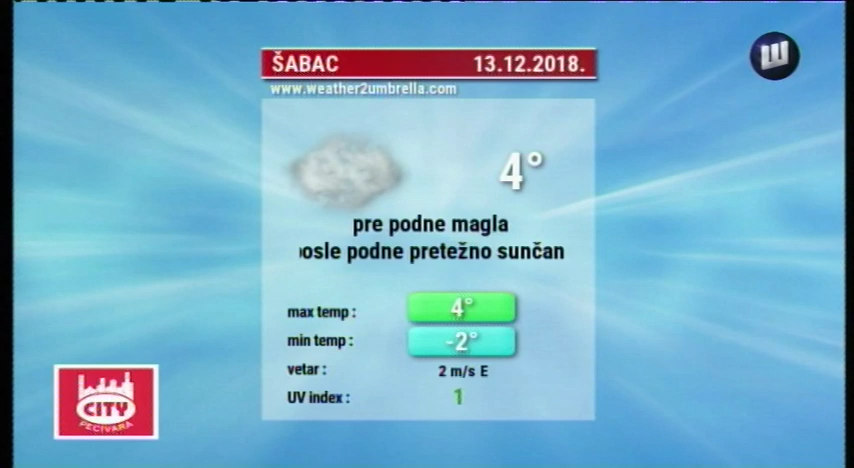 ŠABAC 13.12.2018.
Ш
www.weather2umbrella.com
4°
pre podne magla
osle podne pretežno sunčan
max temp : 4°
min temp : -2°
vetar : 2 m/s E
UV index : 1
CITY
PECIVARA